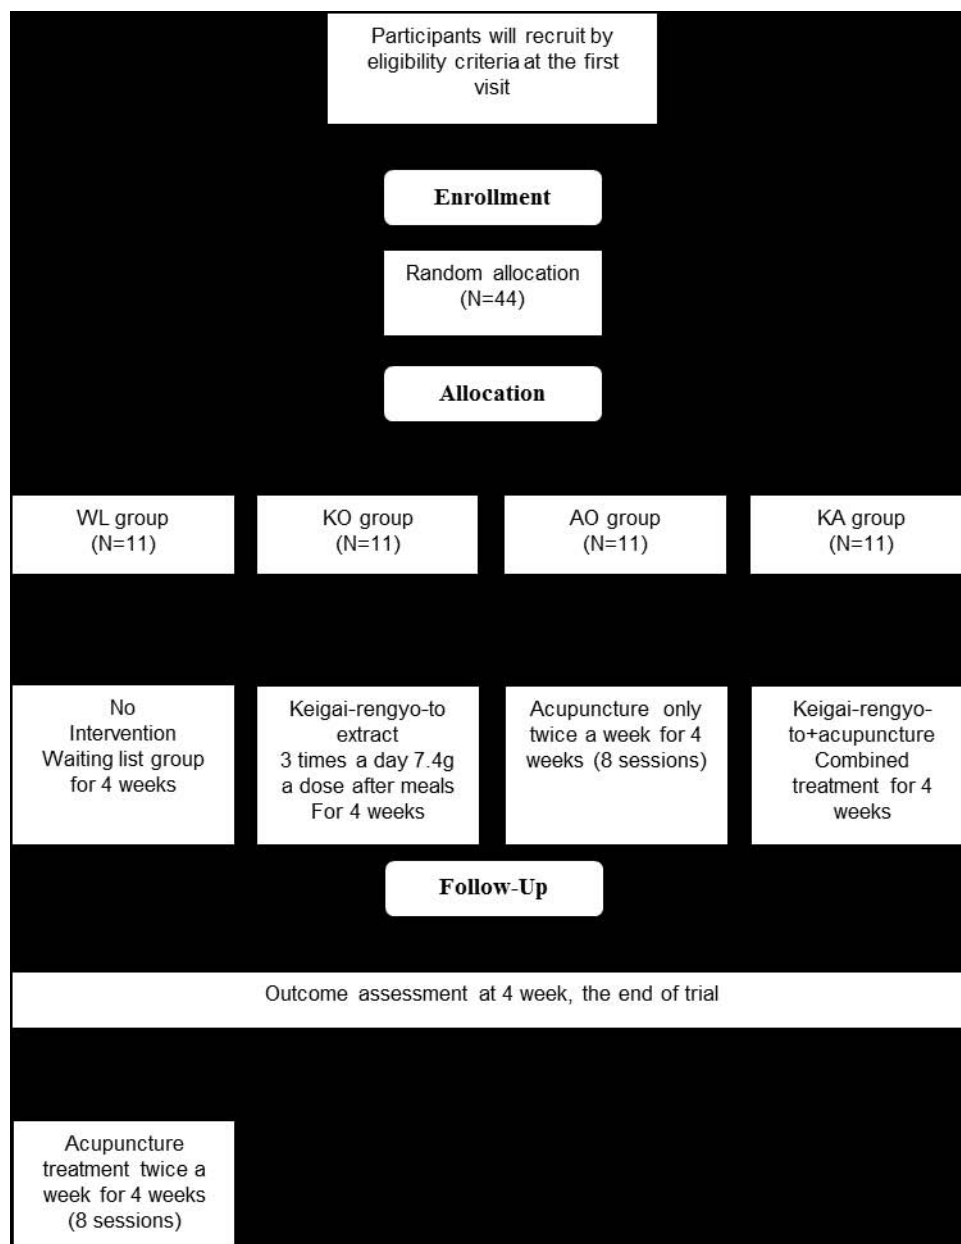 Participants will recruit by
eligibility criteria at the first
visit
Enrollment
Random allocation
(N=44)
Allocation
WL group
(N=11)
KO group
(N=11)
AO group
(N=11)
KA group
(N=11)
No
Intervention
Waiting list group
for 4 weeks
Keigai-rengyo-to
extract
3 times a day 7.4g
a dose after meals
For 4 weeks
Acupuncture only
twice a week for 4
weeks (8 sessions)
Keigai-rengyo-
to+acupuncture
Combined
treatment for 4
weeks
Follow-Up
Outcome assessment at 4 week, the end of trial
Acupuncture
treatment twice a
week for 4 weeks
(8 sessions)